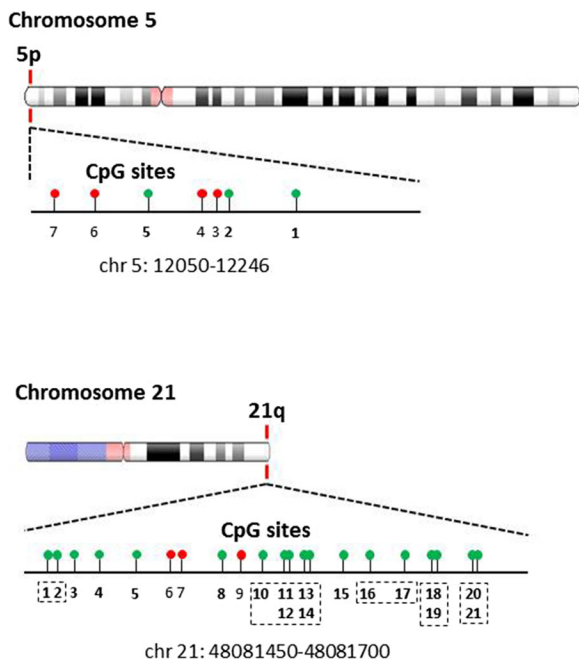 Chromosome 5
5p
CpG sites
7 6 5 4 3 2 1
chr 5: 12050-12246
Chromosome 21
21q
CpG sites
1 2 3 4 5 6 7 8 9 10 11 13 15 16 17 18 20
12 14 19 21
chr 21: 48081450-48081700